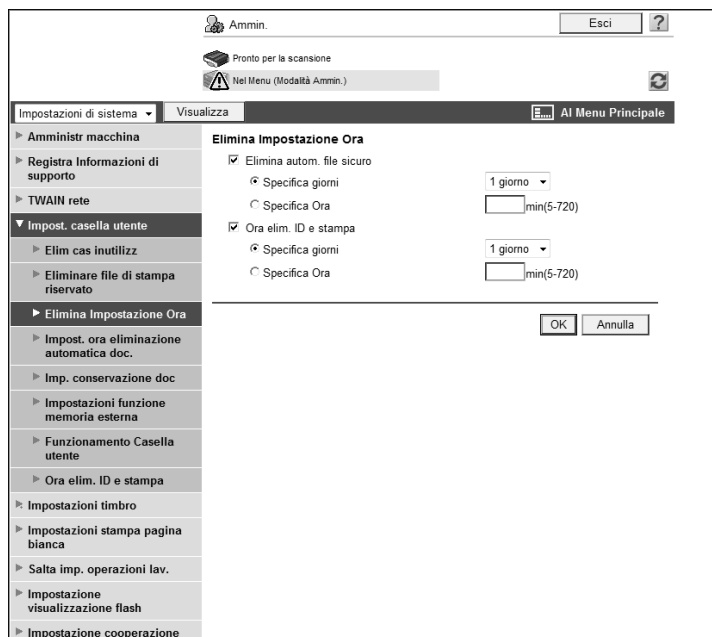 Ammin.
Esci
?
Pronto per la scansione
Nel Menu (Modalità Ammin.)
Impostazioni di sistema
Visualizza
Al Menu Principale
Amministr macchina
Registra Informazioni di
supporto
TWAIN rete
Impost. casella utente
Elim cas inutilizz
Eliminare file di stampa
riservato
Elimina Impostazione Ora
Impost. ora eliminazione
automatica doc.
Imp. conservazione doc
Impostazioni funzione
memoria esterna
Funzionamento Casella
utente
Ora elim. ID e stampa
Impostazioni timbro
Impostazioni stampa pagina
bianca
Salta imp. operazioni lav.
Impostazione
visualizzazione flash
Impostazione cooperazione
Elimina Impostazione Ora
Elimina autom. file sicuro
Specifica giorni
1 giorno
Specifica Ora
min(5-720)
Ora elim. ID e stampa
Specifica giorni
1 giorno
Specifica Ora
min(5-720)
OK
Annulla